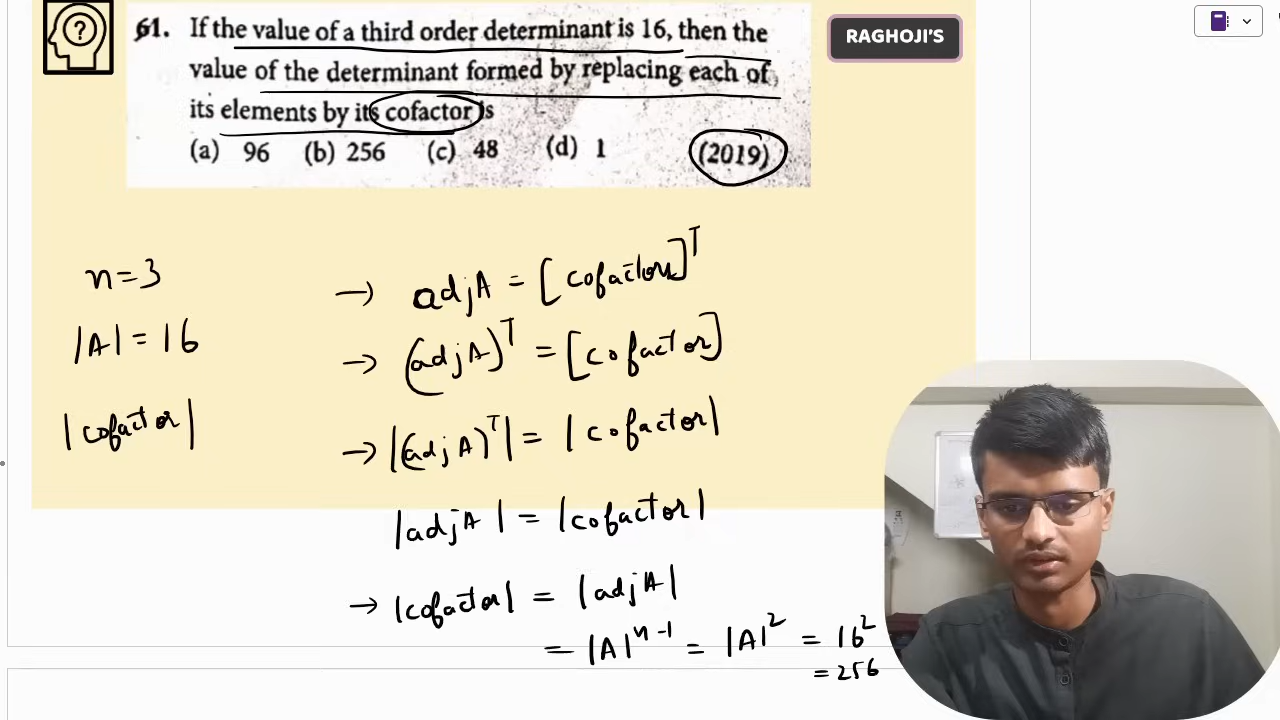 61. If the value of a third order determinant is 16, then the
value of the determinant formed by replacing each of
its elements by its cofactor is
(a) 96 (b) 256 (c) 48 (d) 1 (2019)
RAGHOJI'S
n=3
|A| = 16
|cofactor|
→ adjA = [cofactor]ᵀ
→ (adjA)ᵀ = [cofactor]
→ |(adjA)ᵀ| = |cofactor|
|adjA| = |cofactor|
→ |cofactor| = |adjA|
= |A|ⁿ⁻¹ = |A|² = 16²
= 256